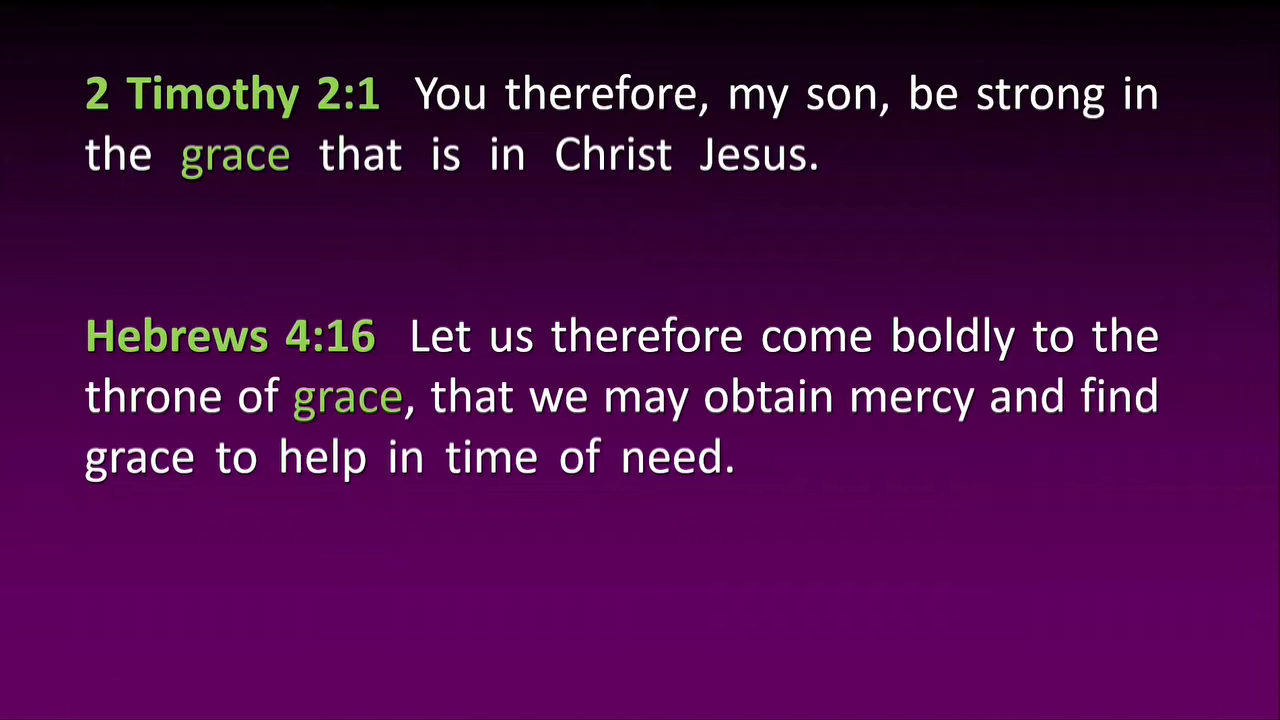 2 Timothy 2:1 You therefore, my son, be strong in
the grace that is in Christ Jesus.
Hebrews 4:16 Let us therefore come boldly to the
throne of grace, that we may obtain mercy and find
grace to help in time of need.